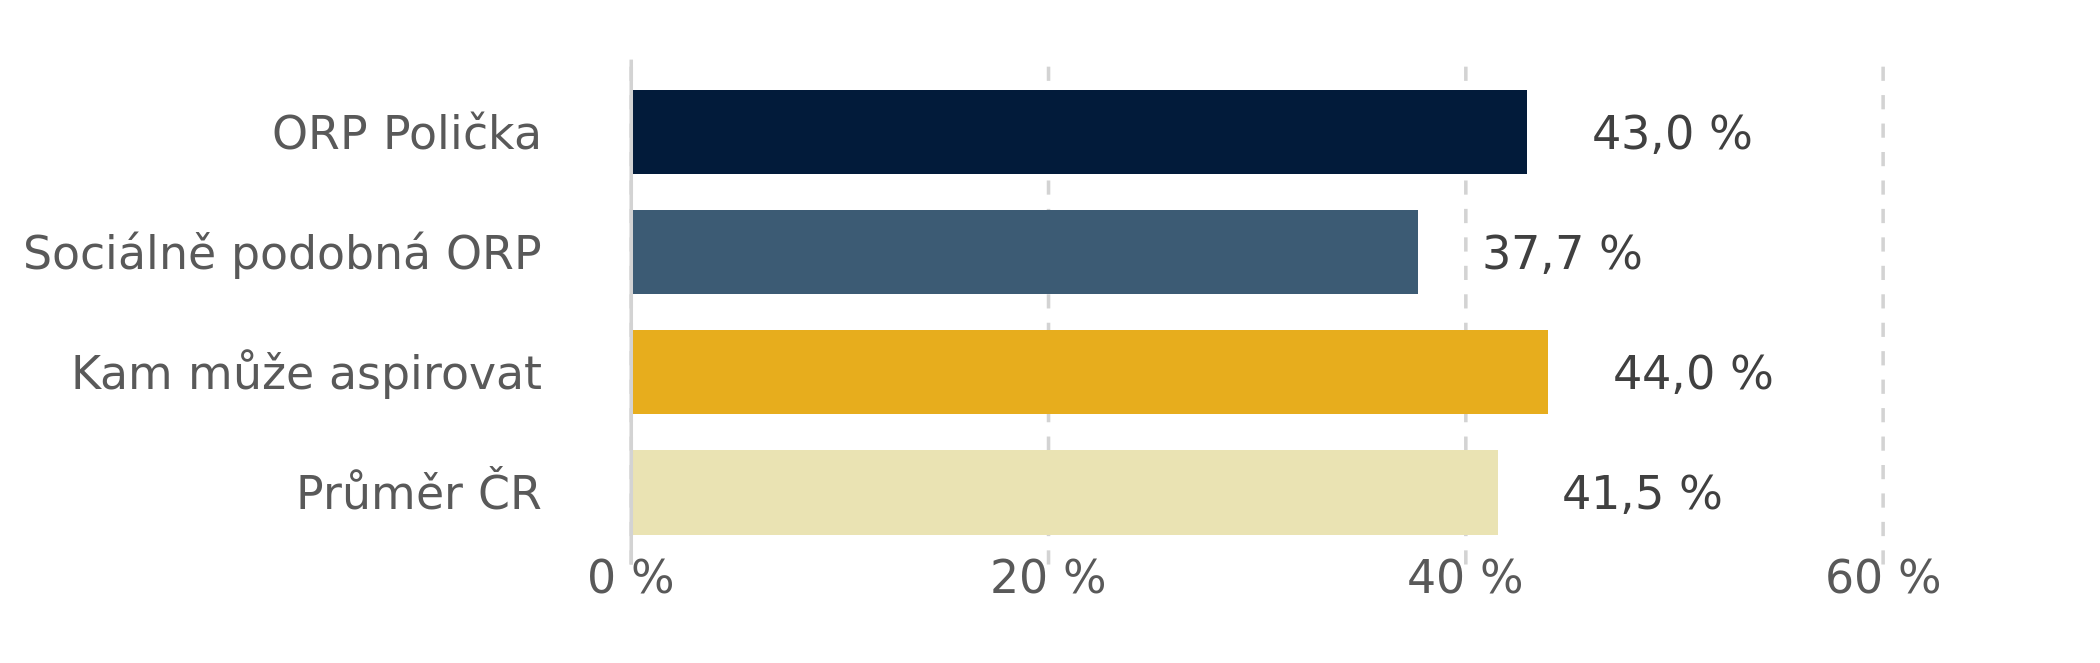 ORP Polička 43,0 %
Sociálně podobná ORP 37,7 %
Kam může aspirovat 44,0 %
Průměr ČR 41,5 %
0 % 20 % 40 % 60 %